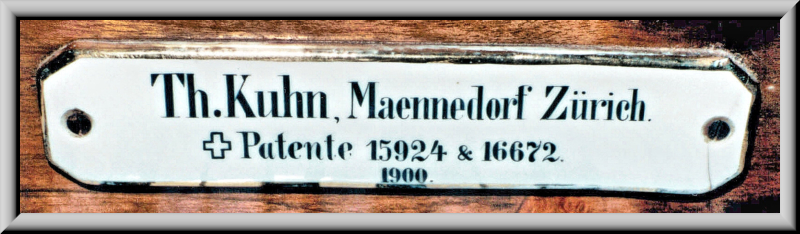 Th. Kuhn, Maennedorf Zürich.
Patente 15924 & 16672.
1900.